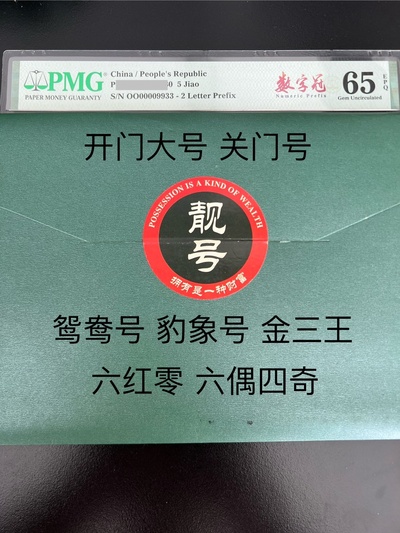 PMG
PAPER MONEY GUARANTY
China / People's Republic
0 5 Jiao
S/N OO00009933 - 2 Letter Prefix
数字冠
Numeric Prefix
65
EPQ
Gem Uncirculated
开门大号 关门号
POSSESSION IS A KIND OF WEALTH
靓号
拥有是一种财富
鸳鸯号 豹象号 金三王
六红零 六偶四奇